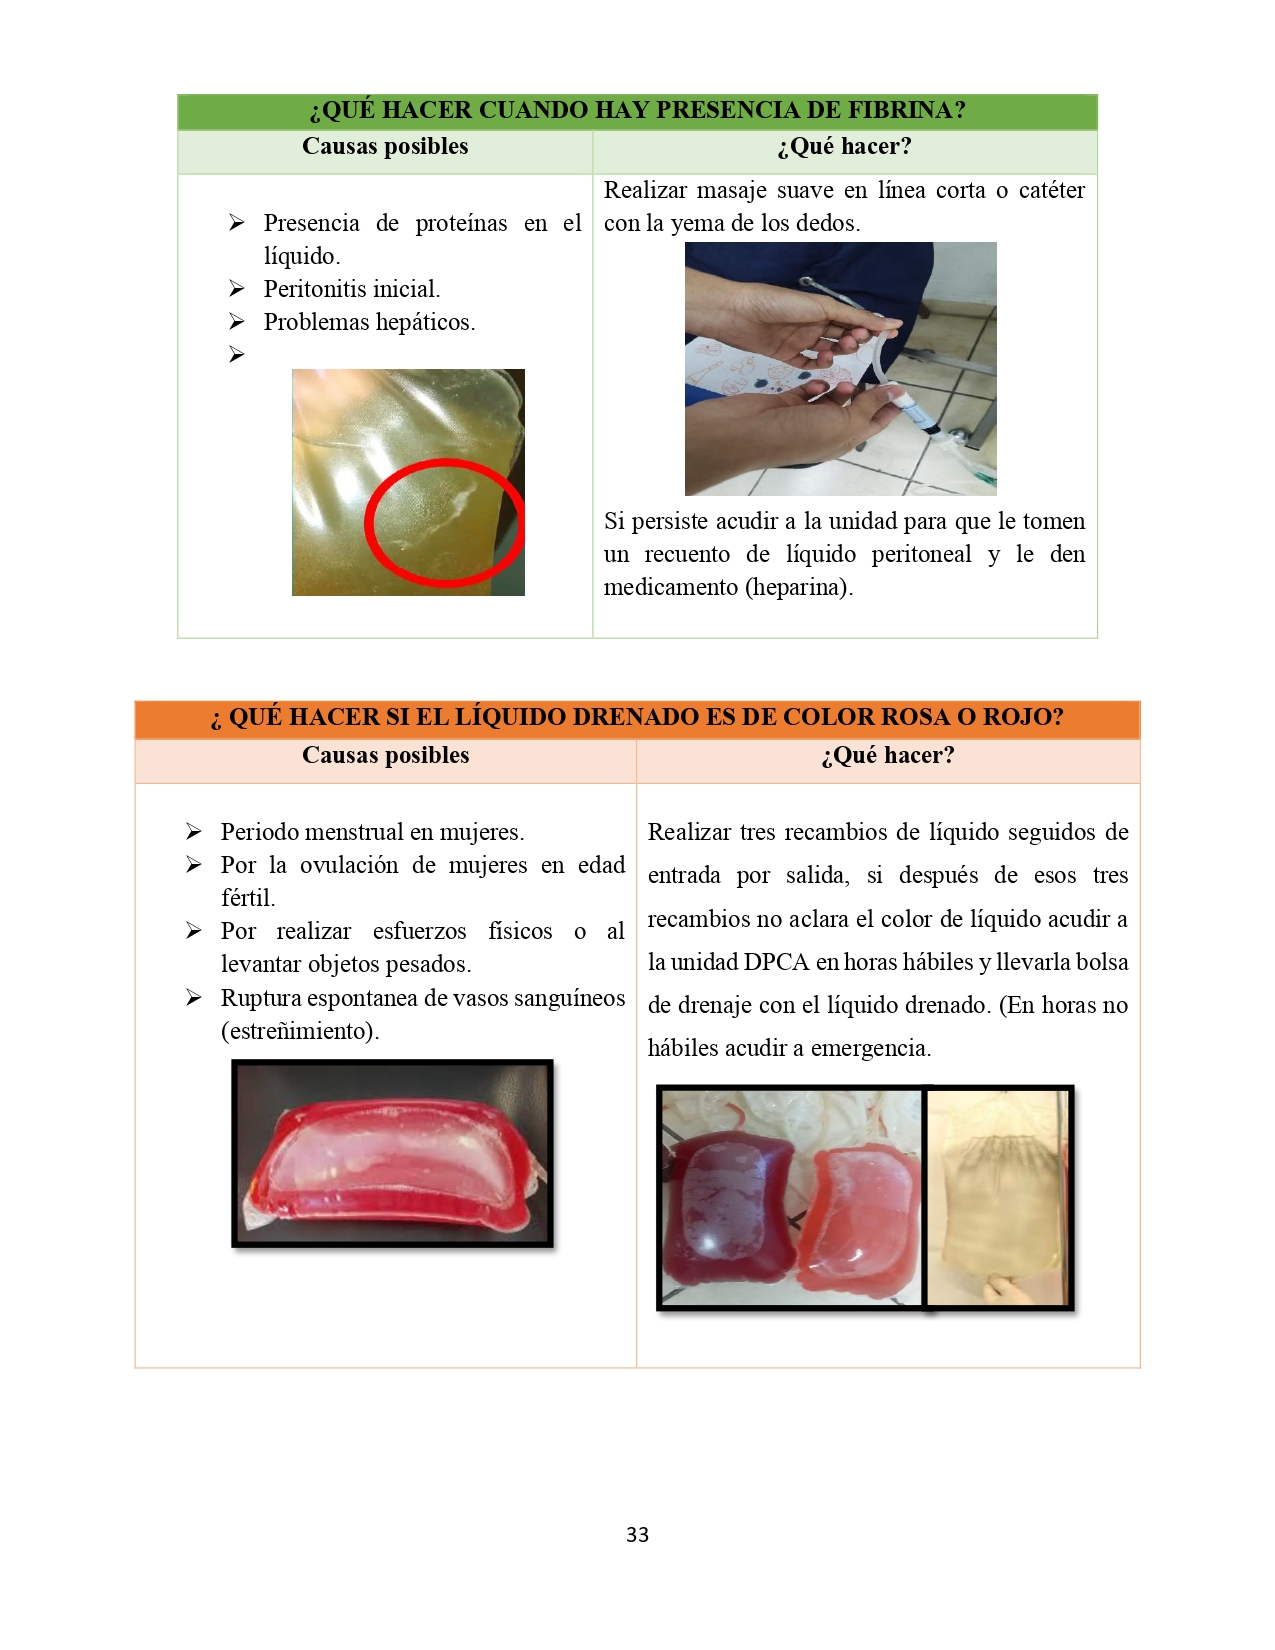 ¿QUÉ HACER CUANDO HAY PRESENCIA DE FIBRINA?
Causas posibles
¿Qué hacer?
➢ Presencia de proteínas en el
líquido.
➢ Peritonitis inicial.
➢ Problemas hepáticos.
➢
Realizar masaje suave en línea corta o catéter
con la yema de los dedos.
Si persiste acudir a la unidad para que le tomen
un recuento de líquido peritoneal y le den
medicamento (heparina).
¿ QUÉ HACER SI EL LÍQUIDO DRENADO ES DE COLOR ROSA O ROJO?
Causas posibles
¿Qué hacer?
➢ Periodo menstrual en mujeres.
➢ Por la ovulación de mujeres en edad
fértil.
➢ Por realizar esfuerzos físicos o al
levantar objetos pesados.
➢ Ruptura espontanea de vasos sanguíneos
(estreñimiento).
Realizar tres recambios de líquido seguidos de
entrada por salida, si después de esos tres
recambios no aclara el color de líquido acudir a
la unidad DPCA en horas hábiles y llevarla bolsa
de drenaje con el líquido drenado. (En horas no
hábiles acudir a emergencia.
33